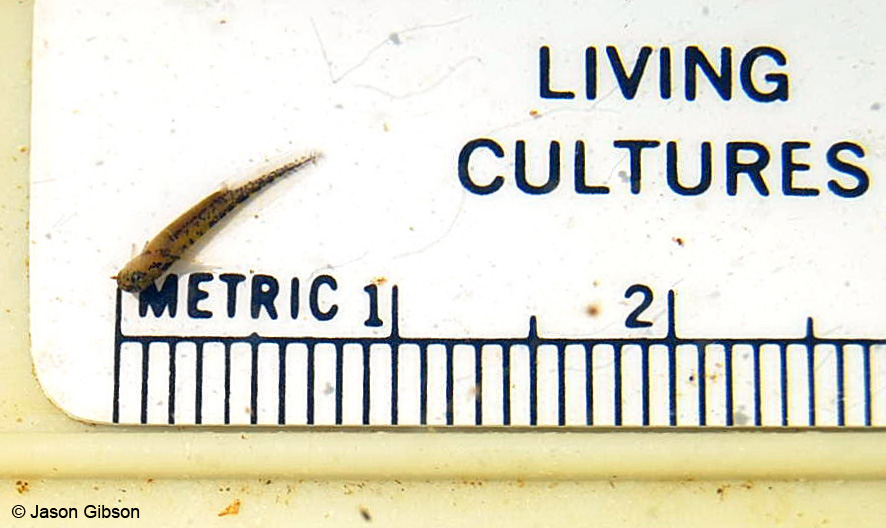 LIVING
CULTURES
METRIC 1 2
© Jason Gibson